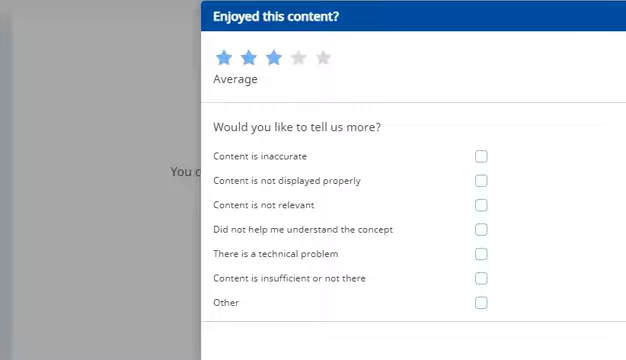 Enjoyed this content?
Average
Would you like to tell us more?
Content is inaccurate
Content is not displayed properly
Content is not relevant
You
Did not help me understand the concept
There is a technical problem
Content is insufficient or not there
Other